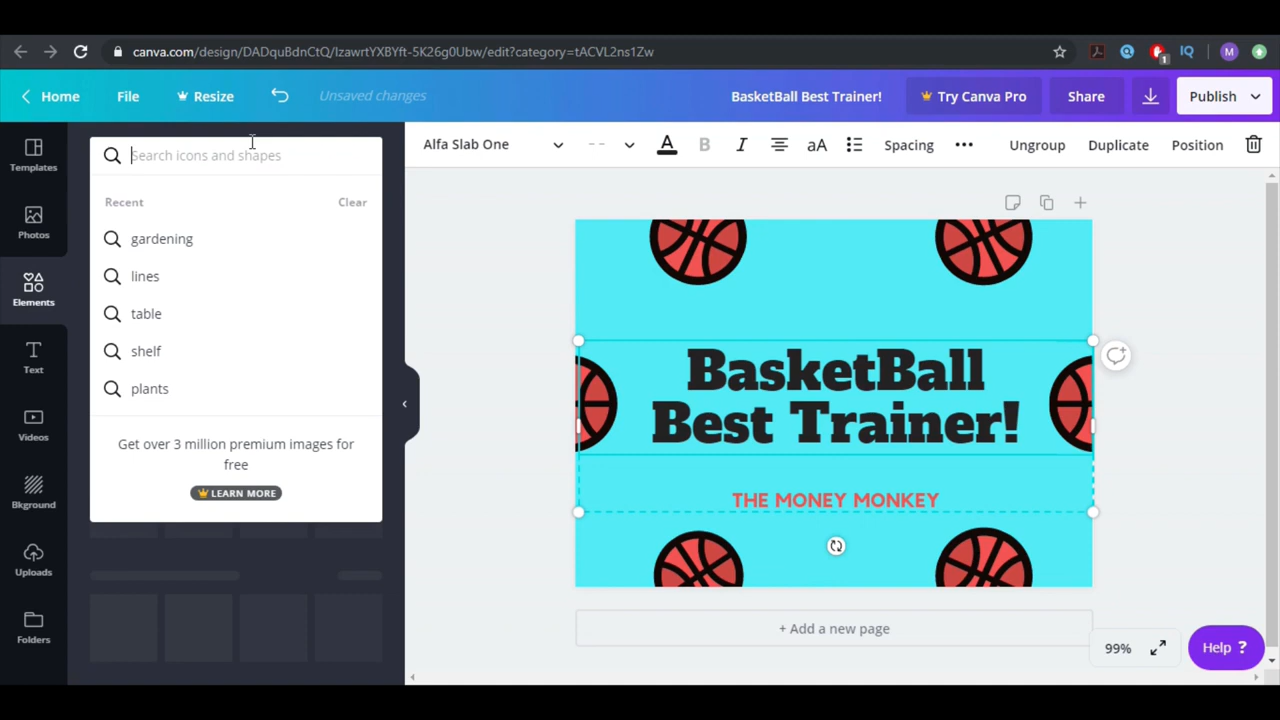 canva.com/design/DADquBdnCtQ/IzawrtYXBYft-5K26g0Ubw/edit?category=tACVL2ns1Zw
1
IQ
M
Home
File
Resize
Unsaved changes
BasketBall Best Trainer!
Try Canva Pro
Share
Publish
Templates
Photos
Elements
Text
Videos
Bkground
Uploads
Folders
Search icons and shapes
Recent
Clear
gardening
lines
table
shelf
plants
Get over 3 million premium images for
free
LEARN MORE
Alfa Slab One
- -
A
B
I
aA
Spacing
Ungroup
Duplicate
Position
BasketBall
Best Trainer!
THE MONEY MONKEY
+ Add a new page
99%
Help ?